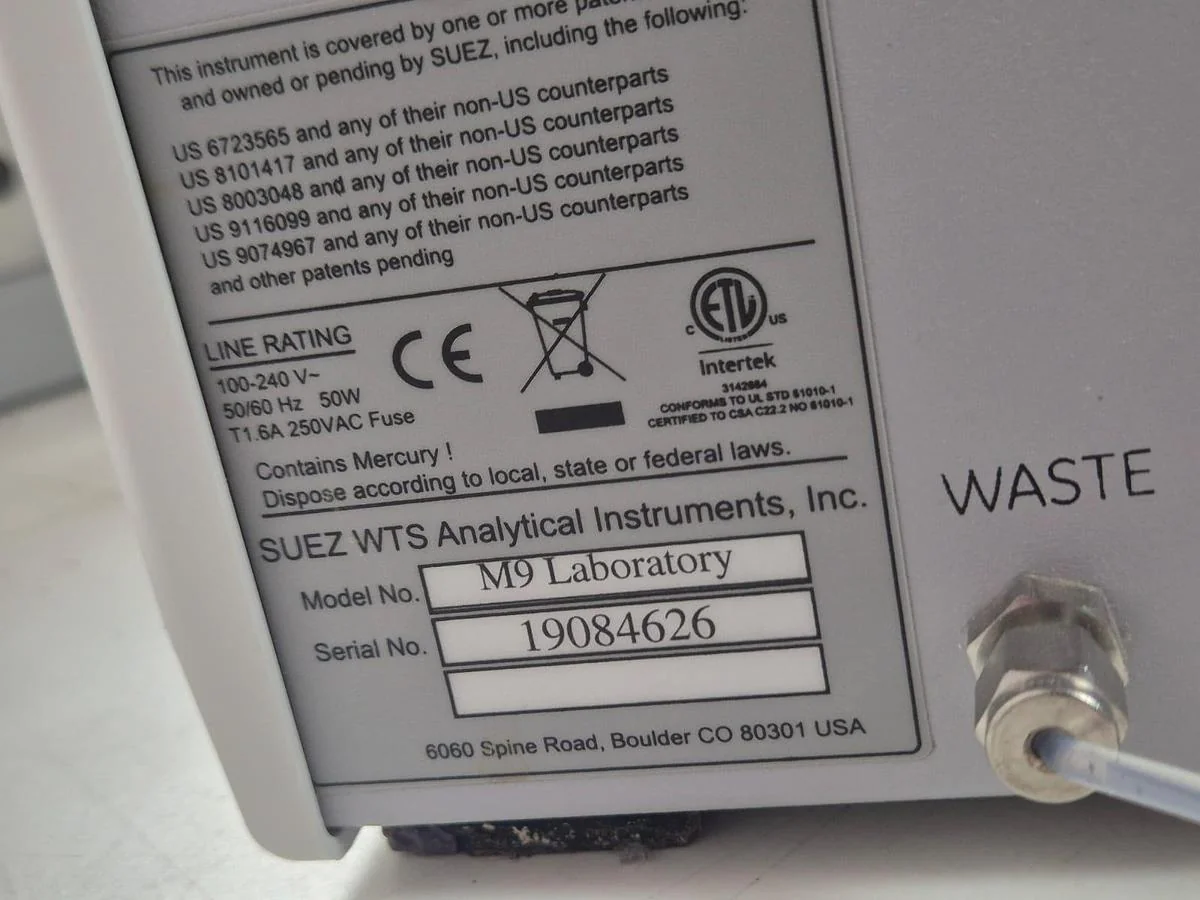 This instrument is covered by one or more
and owned or pending by SUEZ, including the following:
US 6723565 and any of their non-US counterparts
US 8101417 and any of their non-US counterparts
US 8003048 and any of their non-US counterparts
US 9116099 and any of their non-US counterparts
US 9074967 and any of their non-US counterparts
and other patents pending
LINE RATING
100-240 V~
50/60 Hz 50W
T1.6A 250VAC Fuse
CE
ETL
LISTED
C US
Intertek
3142684
CONFORMS TO UL STD 61010-1
CERTIFIED TO CSA C22.2 NO 61010-1
Contains Mercury !
Dispose according to local, state or federal laws.
SUEZ WTS Analytical Instruments, Inc.
Model No. M9 Laboratory
Serial No. 19084626
6060 Spine Road, Boulder CO 80301 USA
WASTE